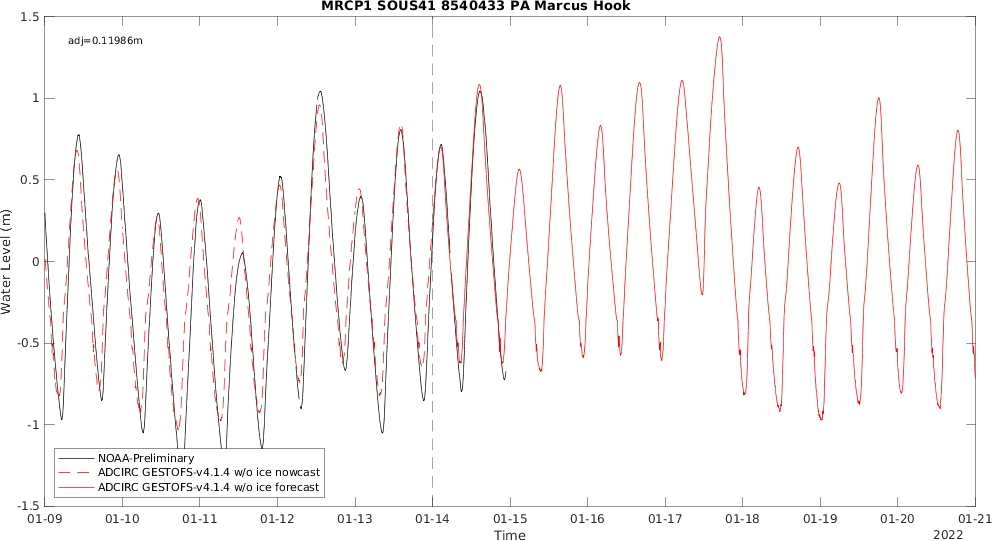 MRCP1 SOUS41 8540433 PA Marcus Hook
adj=0.11986m
Water Level (m)
1.5
1
0.5
0
-0.5
-1
-1.5
NOAA-Preliminary
ADCIRC GESTOFS-v4.1.4 w/o ice nowcast
ADCIRC GESTOFS-v4.1.4 w/o ice forecast
01-09 01-10 01-11 01-12 01-13 01-14 01-15 01-16 01-17 01-18 01-19 01-20 01-21
Time
2022